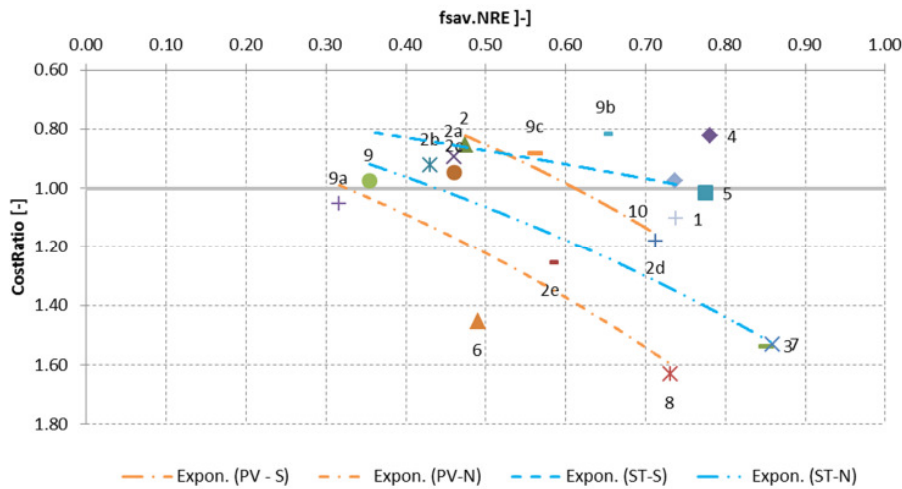 fsav.NRE ]-]
0.00 0.10 0.20 0.30 0.40 0.50 0.60 0.70 0.80 0.90 1.00
0.60
0.80
1.00
1.20
1.40
1.60
1.80
CostRatio [-]
2
2a
2b
2c
9c
9b
4
9
9a
5
10
1
2d
2e
6
3
7
8
Expon. (PV - S)
Expon. (PV-N)
Expon. (ST-S)
Expon. (ST-N)